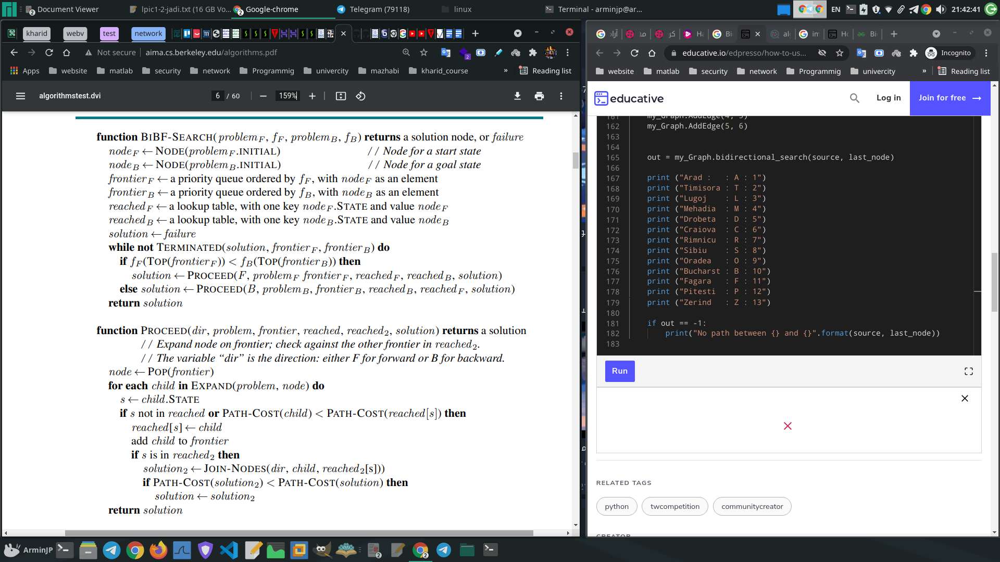 Document Viewer
lpic1-2-jadi.txt (16 GB Vo...
Google-chrome
Telegram (79118)
linux
Terminal - arminjp@ar...
EN
21:42:41
kharid
webv
test
network
Not secure
aima.cs.berkeley.edu/algorithms.pdf
Apps
website
matlab
security
network
Programmig
univercity
mazhabi
kharid_course
»
Reading list
algorithmstest.dvi
6 / 60
159%
function BIBF-SEARCH(problem_F, f_F, problem_B, f_B) returns a solution node, or failure
node_F ← NODE(problem_F.INITIAL) // Node for a start state
node_B ← NODE(problem_B.INITIAL) // Node for a goal state
frontier_F ← a priority queue ordered by f_F, with node_F as an element
frontier_B ← a priority queue ordered by f_B, with node_B as an element
reached_F ← a lookup table, with one key node_F.STATE and value node_F
reached_B ← a lookup table, with one key node_B.STATE and value node_B
solution ← failure
while not TERMINATED(solution, frontier_F, frontier_B) do
if f_F(TOP(frontier_F)) < f_B(TOP(frontier_B)) then
solution ← PROCEED(F, problem_F frontier_F, reached_F, reached_B, solution)
else solution ← PROCEED(B, problem_B, frontier_B, reached_B, reached_F, solution)
return solution
function PROCEED(dir, problem, frontier, reached, reached_2, solution) returns a solution
// Expand node on frontier; check against the other frontier in reached_2.
// The variable “dir” is the direction: either F for forward or B for backward.
node ← POP(frontier)
for each child in EXPAND(problem, node) do
s ← child.STATE
if s not in reached or PATH-COST(child) < PATH-COST(reached[s]) then
reached[s] ← child
add child to frontier
if s is in reached_2 then
solution_2 ← JOIN-NODES(dir, child, reached_2[s]))
if PATH-COST(solution_2) < PATH-COST(solution) then
solution ← solution_2
return solution
educative.io/edpresso/how-to-us...
Incognito
website
matlab
security
network
Programmig
univercity
»
Reading list
educative
Log in
Join for free →
161 my_Graph.AddEdge(4, 5)
162 my_Graph.AddEdge(5, 6)
163
164
165 out = my_Graph.bidirectional_search(source, last_node)
166
167 print ("Arad :   : A : 1")
168 print ("Timisora : T : 2")
169 print ("Lugoj    : L : 3")
170 print ("Mehadia  : M : 4")
171 print ("Drobeta  : D : 5")
172 print ("Craiova  : C : 6")
173 print ("Rimnicu  : R : 7")
174 print ("Sibiu    : S : 8")
175 print ("Oradea   : O : 9")
176 print ("Bucharst : B : 10")
177 print ("Fagara   : F : 11")
178 print ("Pitesti  : P : 12")
179 print ("Zerind   : Z : 13")
180
181 if out == -1:
182 print("No path between {} and {}".format(source, last_node))
183
Run
RELATED TAGS
python
twcompetition
communitycreator
CREATOR
ArminJP